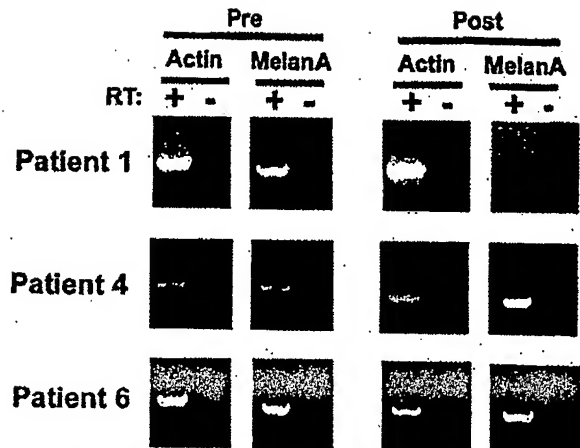 Pre Post
Actin MelanA Actin MelanA
RT: + - + - + - + -
Patient 1
Patient 4
Patient 6